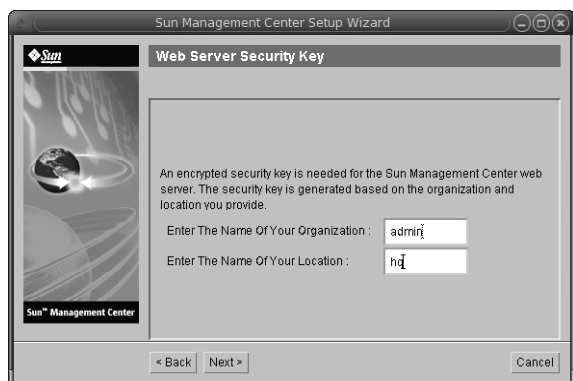 Sun Management Center Setup Wizard
Sun
Web Server Security Key
An encrypted security key is needed for the Sun Management Center web
server. The security key is generated based on the organization and
location you provide.
Enter The Name Of Your Organization : admin
Enter The Name Of Your Location : hq
Sun™ Management Center
< Back Next > Cancel